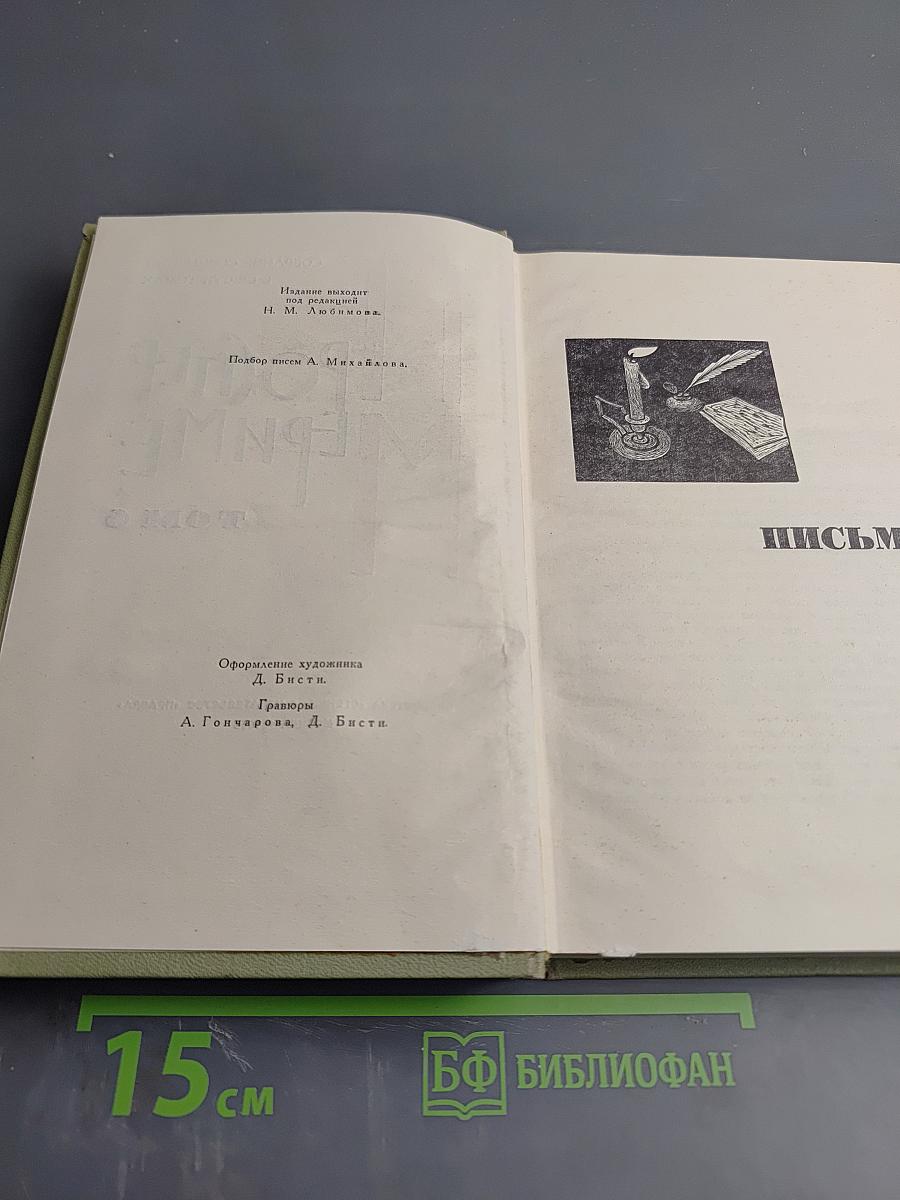 Издание выходит
под редакцией
Н. М. Любимова.
Подбор писем А. Михайлова.
Оформление художника
Д. Бисти.
Гравюры
А. Гончарова, Д. Бисти.
ПИСЬМ
15 см
БФ БИБЛИОФАН